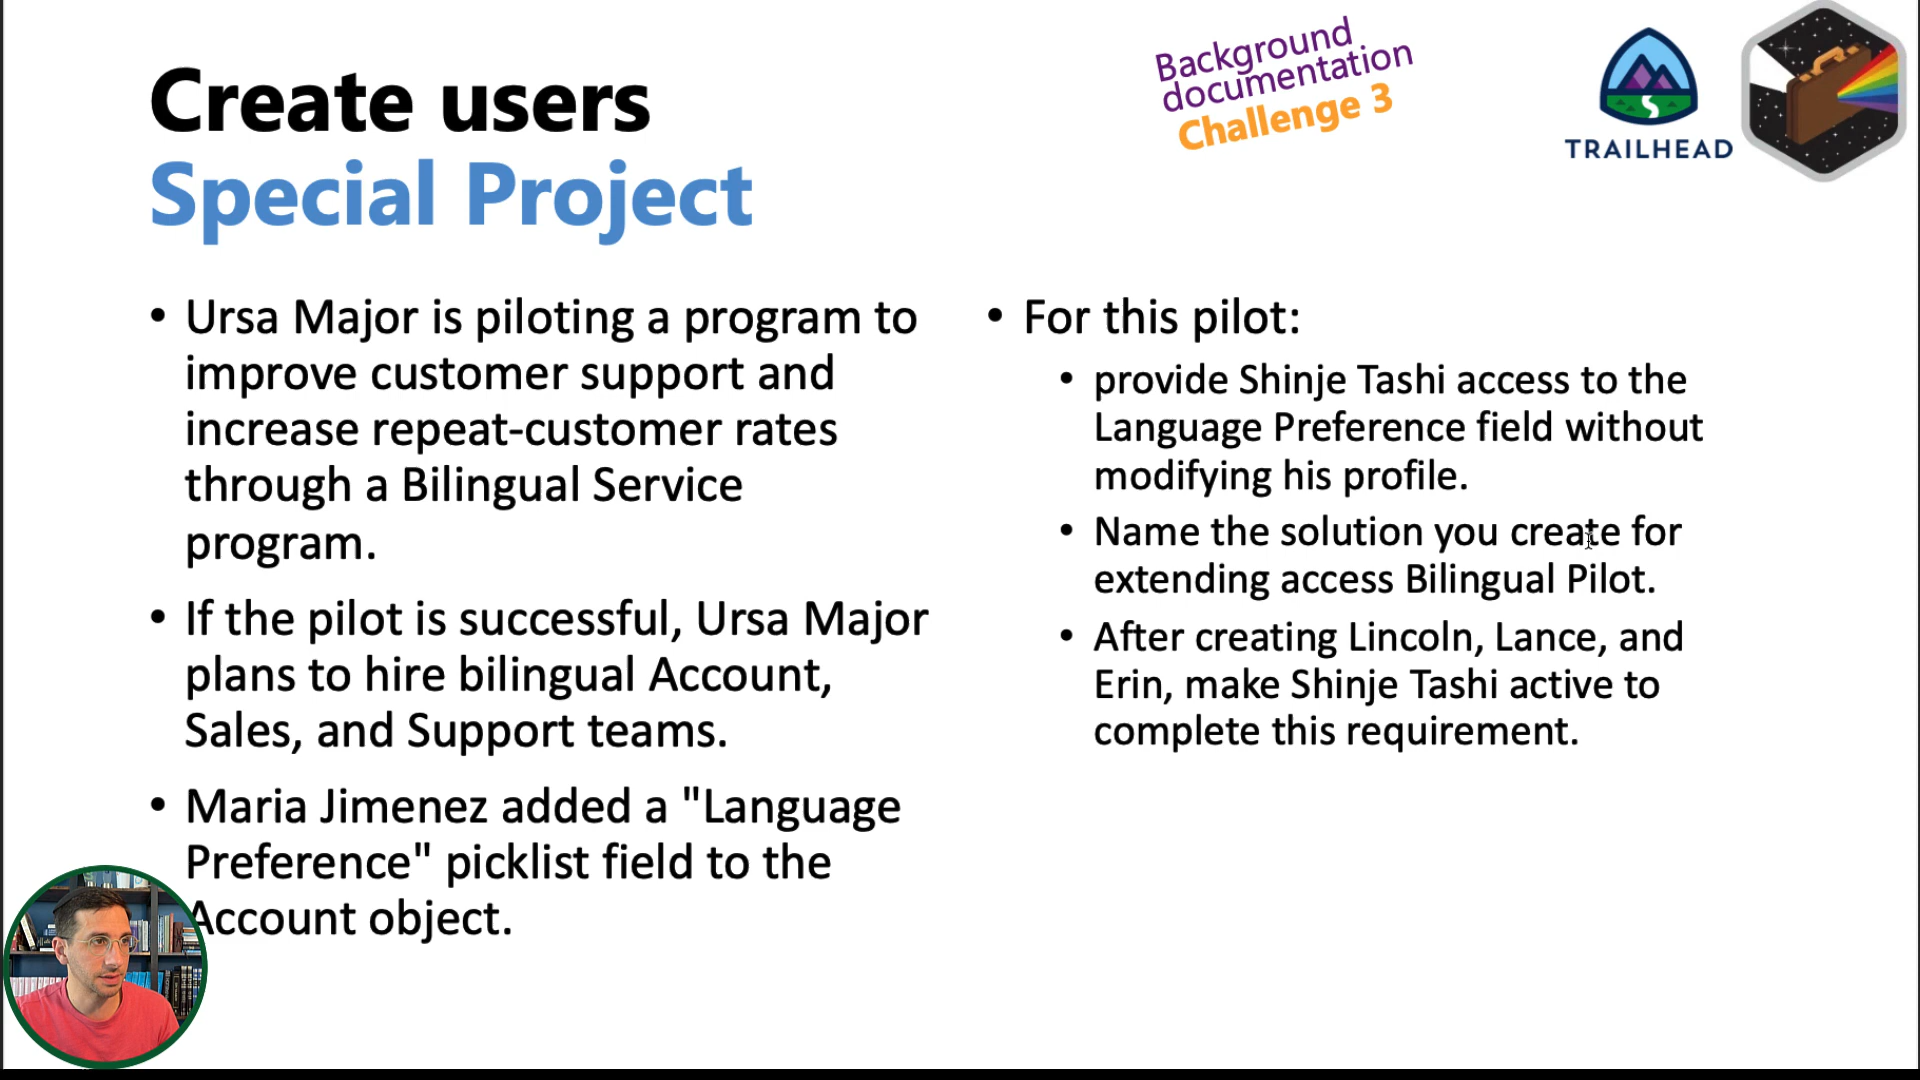 Create users
Special Project
Background
documentation
Challenge 3
TRAILHEAD
• Ursa Major is piloting a program to
improve customer support and
increase repeat-customer rates
through a Bilingual Service
program.
• If the pilot is successful, Ursa Major
plans to hire bilingual Account,
Sales, and Support teams.
• Maria Jimenez added a "Language
Preference" picklist field to the
Account object.
• For this pilot:
• provide Shinje Tashi access to the
Language Preference field without
modifying his profile.
• Name the solution you create for
extending access Bilingual Pilot.
• After creating Lincoln, Lance, and
Erin, make Shinje Tashi active to
complete this requirement.